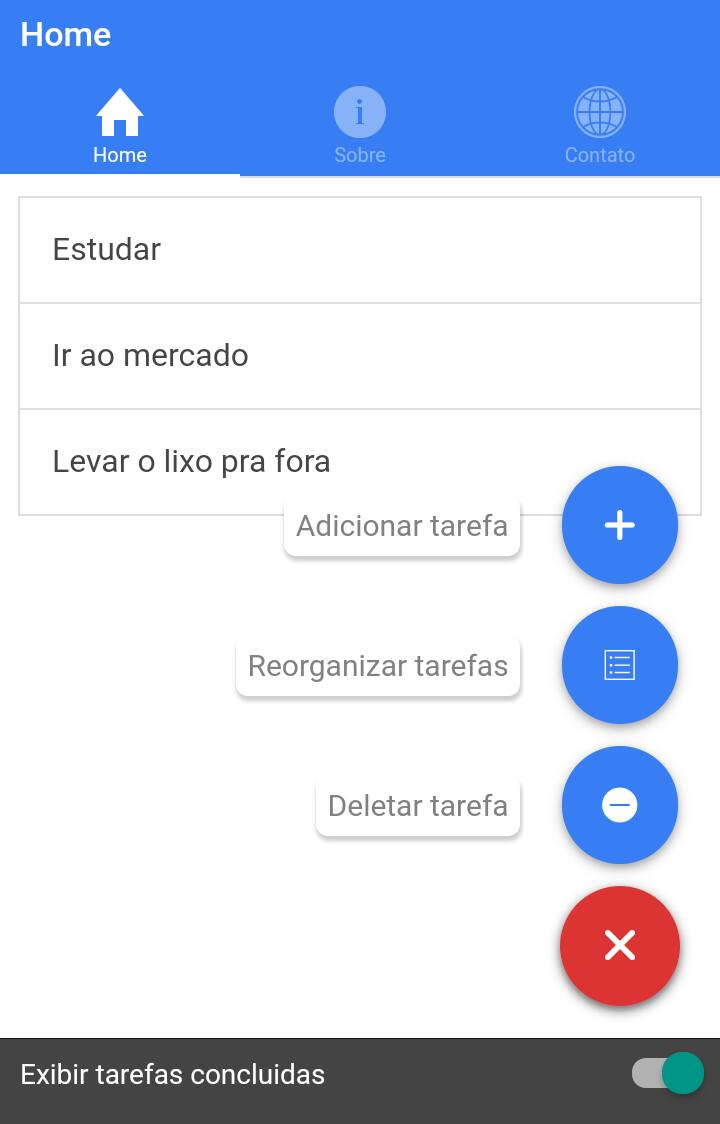 Home
Home
Sobre
Contato
Estudar
Ir ao mercado
Levar o lixo pra fora
Adicionar tarefa
Reorganizar tarefas
Deletar tarefa
Exibir tarefas concluidas